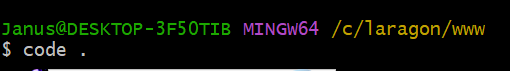 Janus@DESKTOP-3F50TIB MINGW64 /c/laragon/www
$ code .